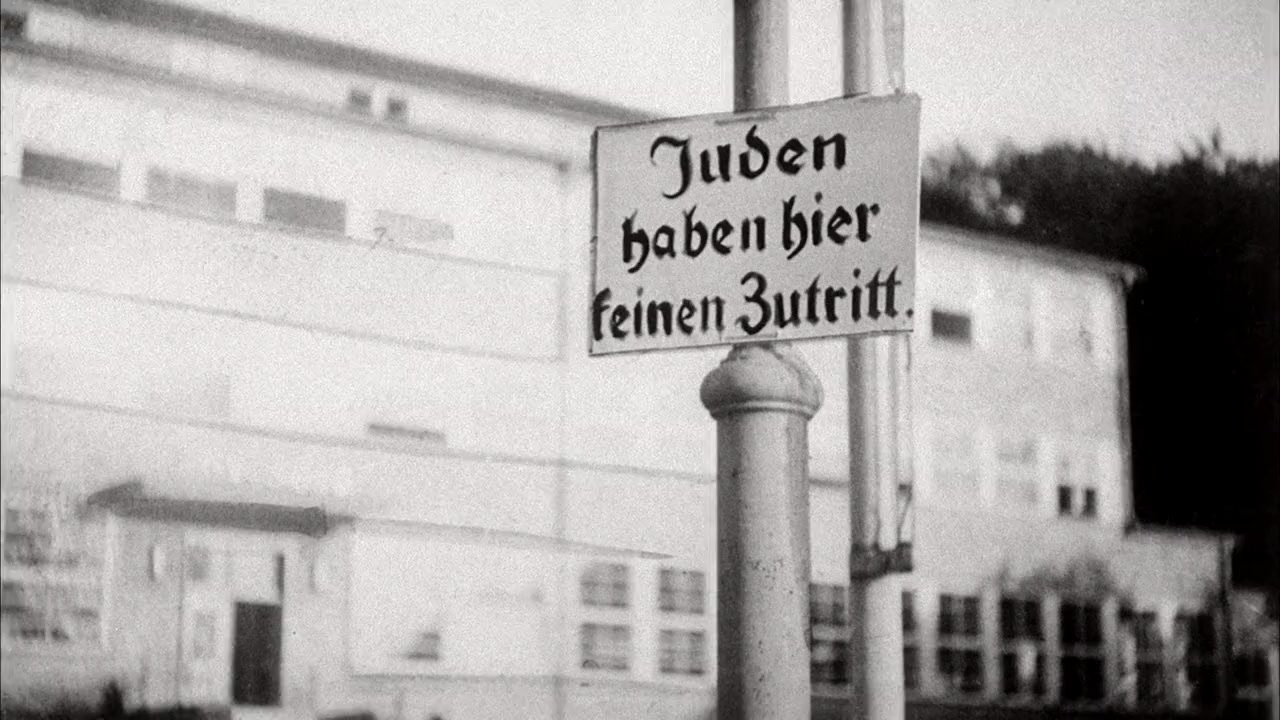 Juden
haben hier
keinen Zutritt.